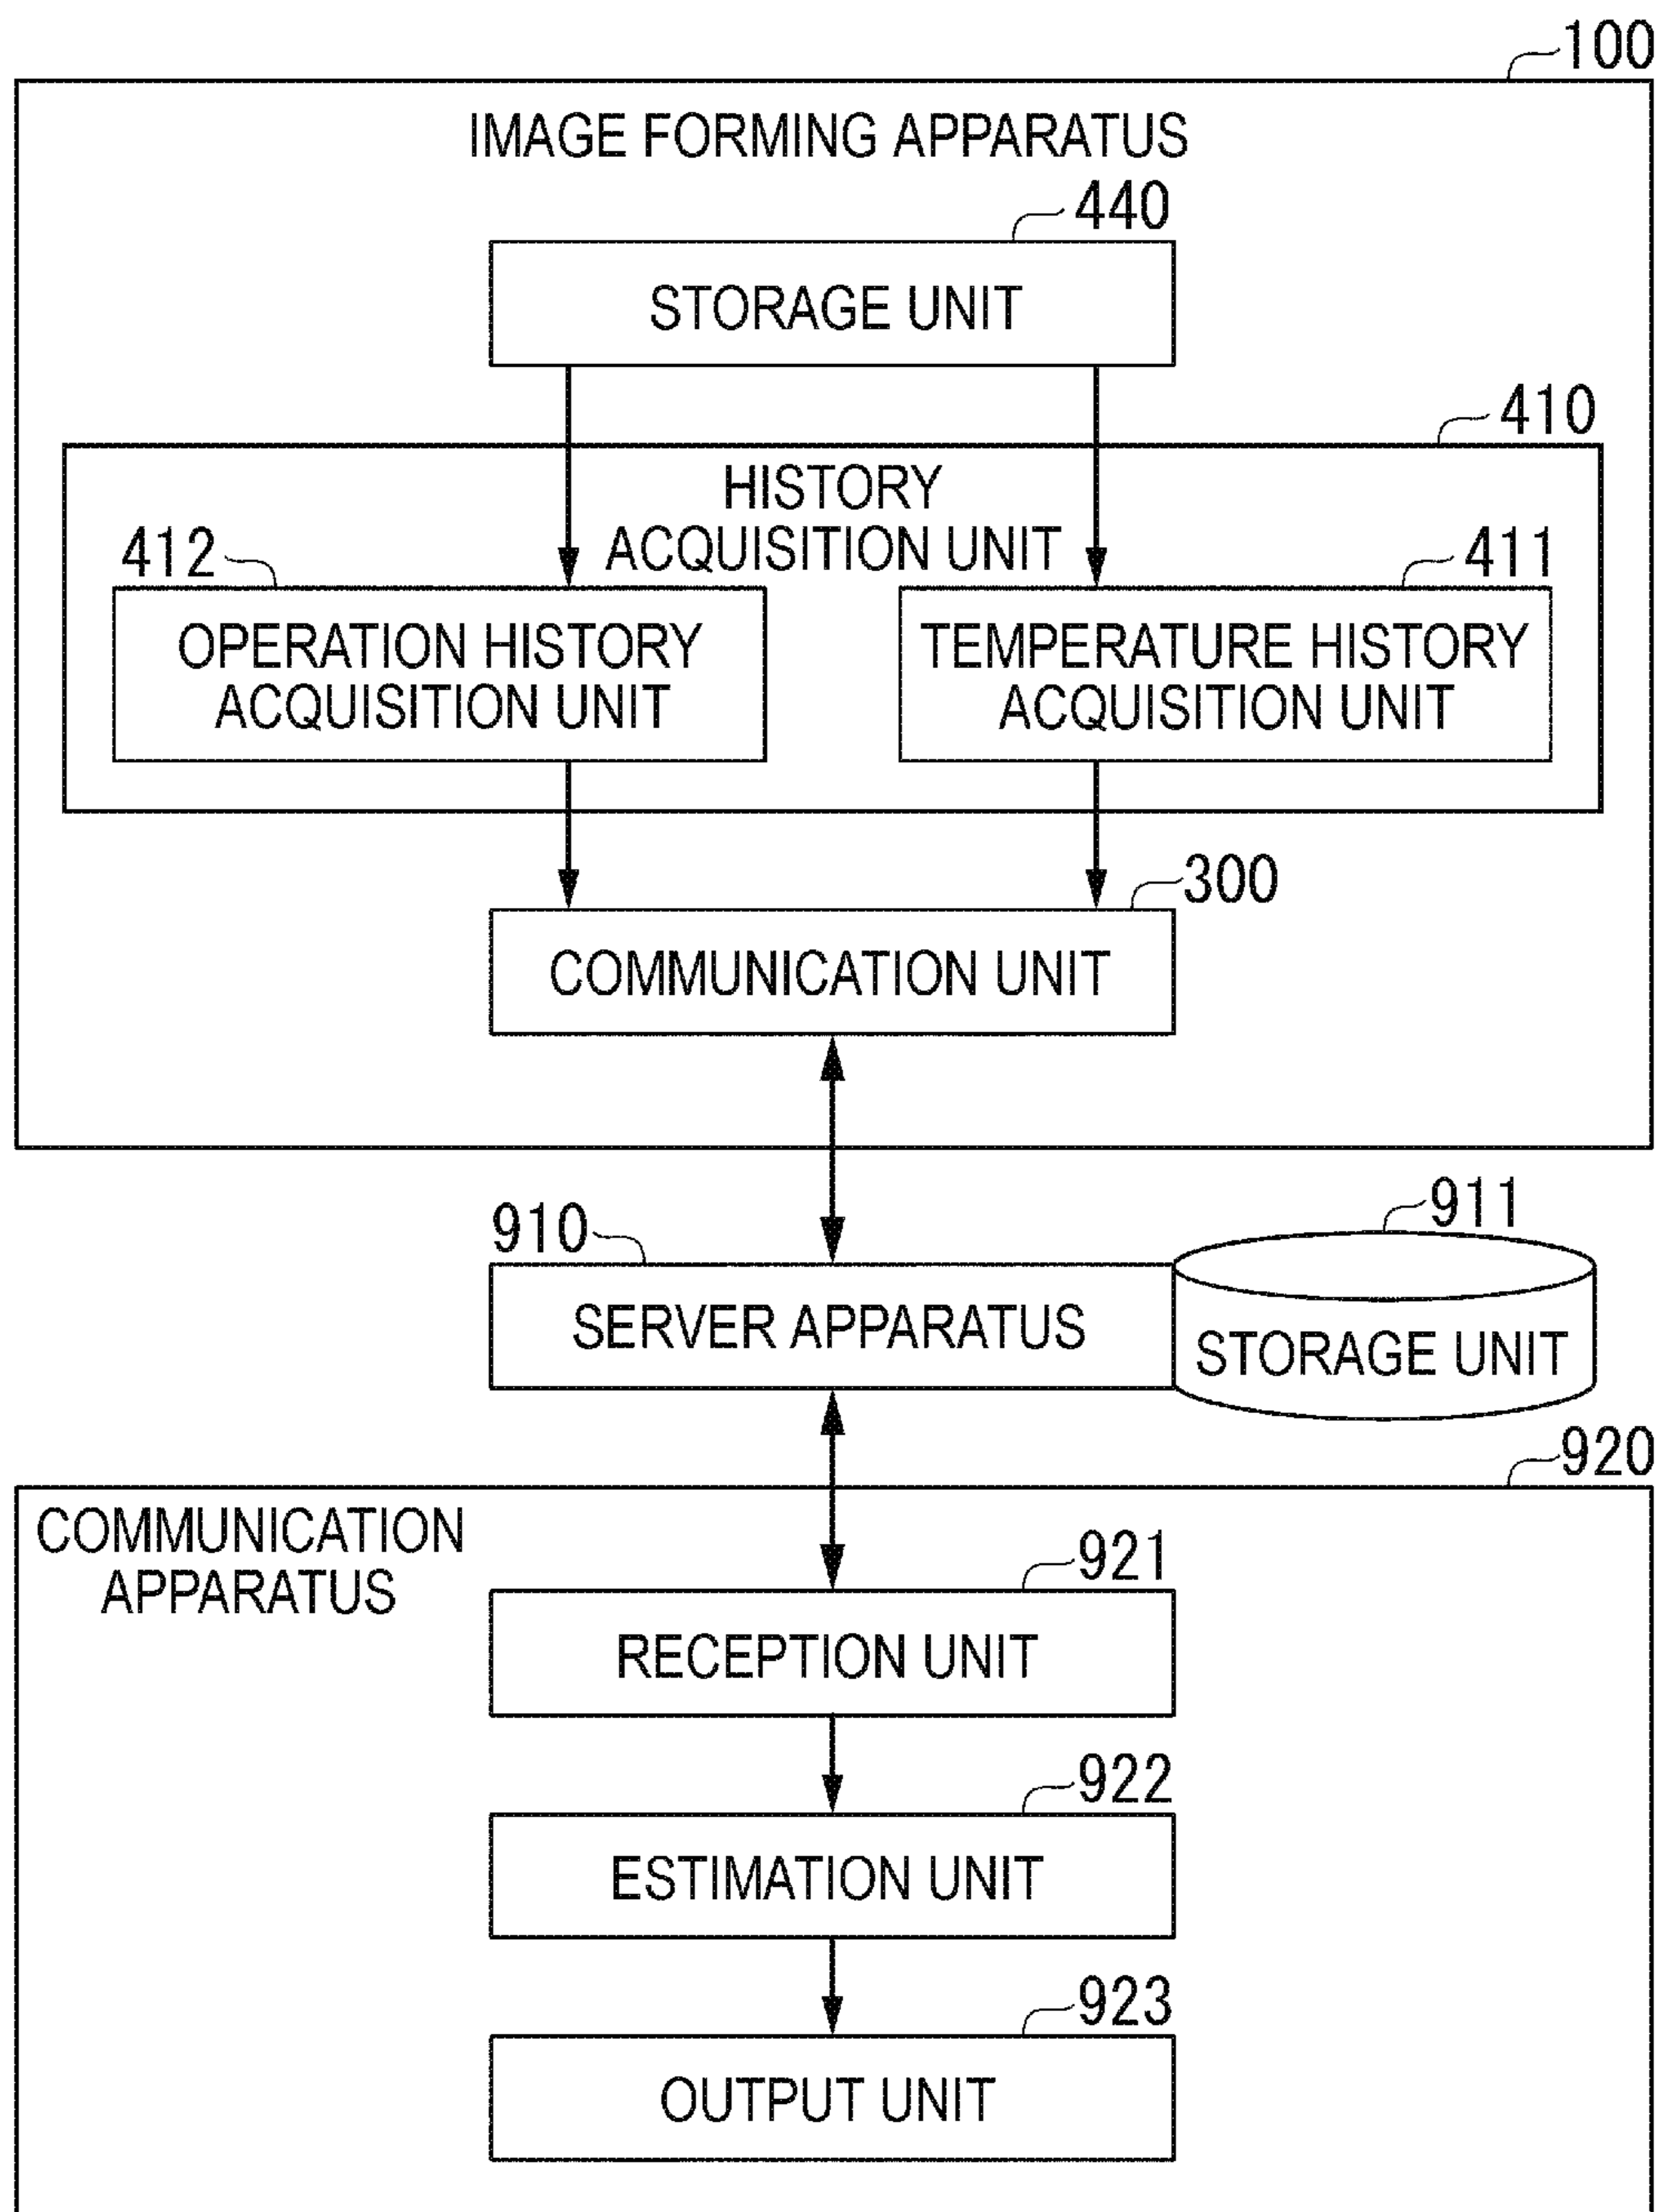 100
IMAGE FORMING APPARATUS
440
STORAGE UNIT
410
HISTORY
ACQUISITION UNIT
412
411
OPERATION HISTORY
ACQUISITION UNIT
TEMPERATURE HISTORY
ACQUISITION UNIT
300
COMMUNICATION UNIT
910
911
SERVER APPARATUS
STORAGE UNIT
920
COMMUNICATION
APPARATUS
921
RECEPTION UNIT
922
ESTIMATION UNIT
923
OUTPUT UNIT